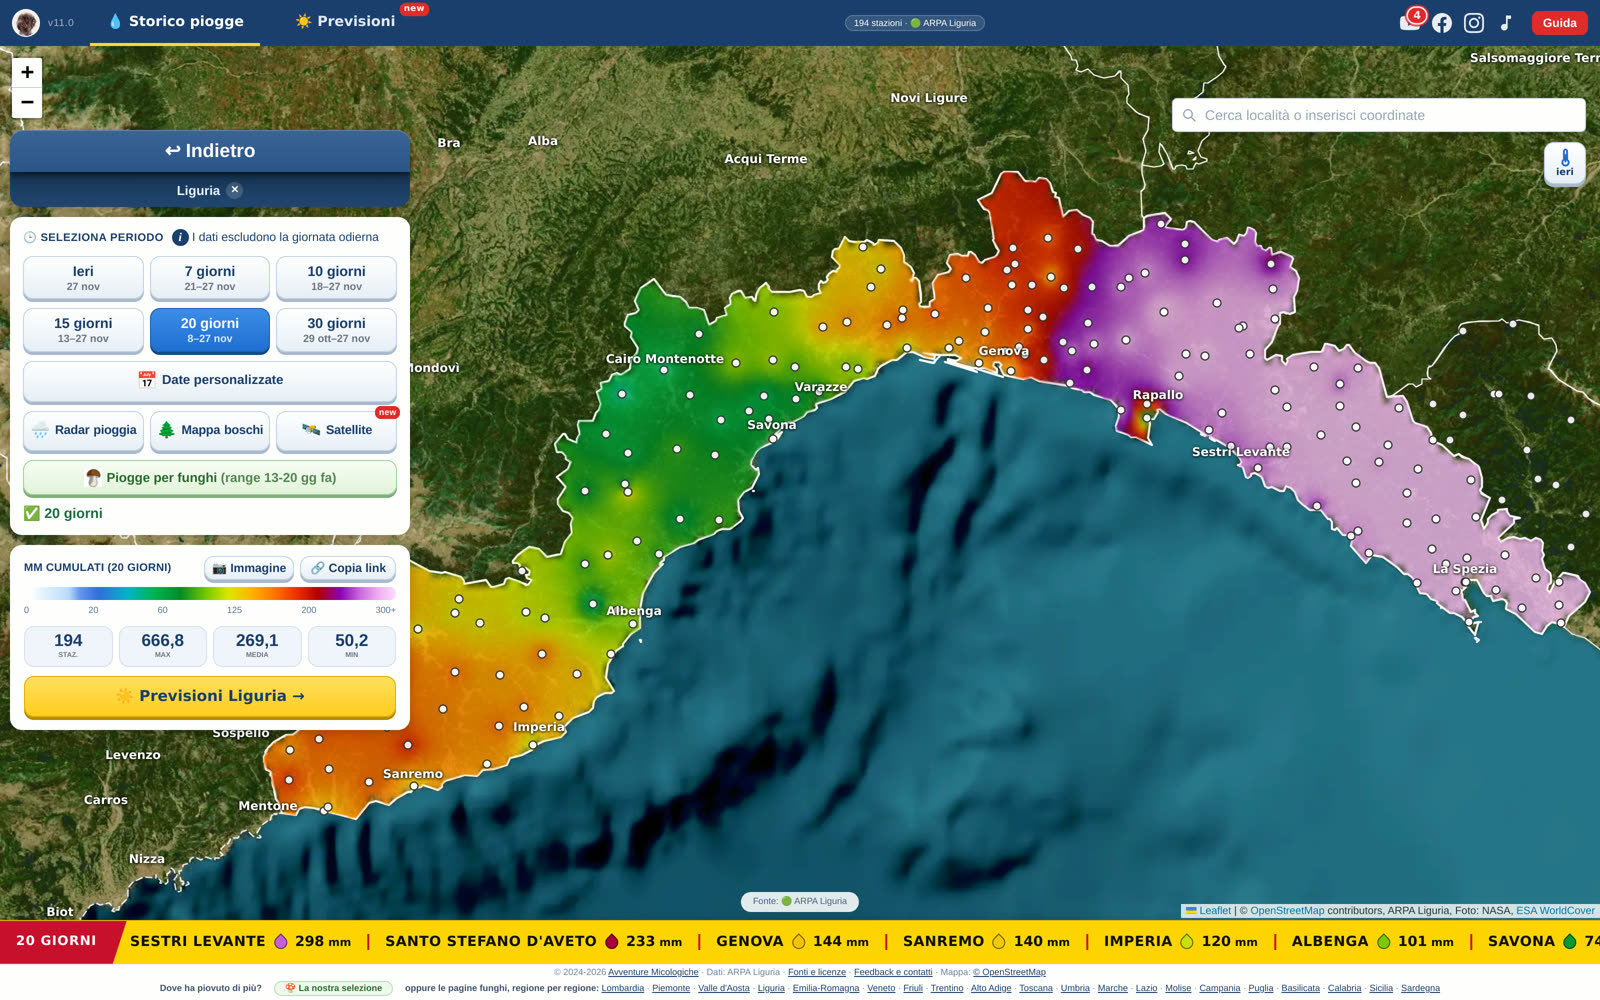 v11.0
Storico piogge
Previsioni
new
194 stazioni · ARPA Liguria
4
Guida
+
−
Cerca località o inserisci coordinate
ieri
↩ Indietro
Liguria ×
SELEZIONA PERIODO i I dati escludono la giornata odierna
Ieri
27 nov
7 giorni
21–27 nov
10 giorni
18–27 nov
15 giorni
13–27 nov
20 giorni
8–27 nov
30 giorni
29 ott–27 nov
Date personalizzate
Radar pioggia
Mappa boschi
Satellite
new
Piogge per funghi (range 13-20 gg fa)
20 giorni
MM CUMULATI (20 GIORNI)
Immagine
Copia link
0 20 60 125 200 300+
194
STAZ.
666,8
MAX
269,1
MEDIA
50,2
MIN
Previsioni Liguria →
Salsomaggiore Terr
Novi Ligure
Bra
Alba
Acqui Terme
Cairo Montenotte
Mondovì
Varazze
Savona
Genova
Rapallo
Sestri Levante
La Spezia
Albenga
Imperia
Sanremo
Sospello
Levenzo
Carros
Mentone
Nizza
Biot
Fonte: ARPA Liguria
Leaflet | © OpenStreetMap contributors, ARPA Liguria, Foto: NASA, ESA WorldCover
20 GIORNI
SESTRI LEVANTE 298 mm | SANTO STEFANO D'AVETO 233 mm | GENOVA 144 mm | SANREMO 140 mm | IMPERIA 120 mm | ALBENGA 101 mm | SAVONA 74
© 2024-2026 Avventure Micologiche · Dati: ARPA Liguria · Fonti e licenze · Feedback e contatti · Mappa: © OpenStreetMap
Dove ha piovuto di più? La nostra selezione oppure le pagine funghi, regione per regione: Lombardia · Piemonte · Valle d'Aosta · Liguria · Emilia-Romagna · Veneto · Friuli · Trentino · Alto Adige · Toscana · Umbria · Marche · Lazio · Molise · Campania · Puglia · Basilicata · Calabria · Sicilia · Sardegna